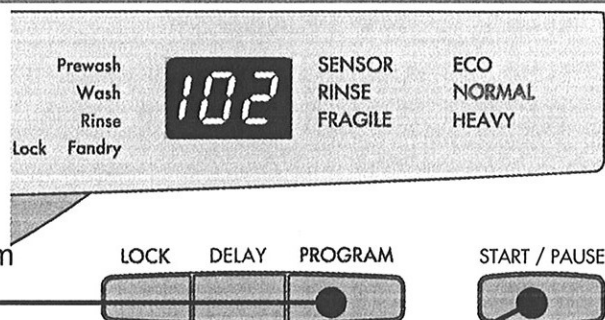 Prewash
Wash
Rinse
Lock Fandry
102
SENSOR ECO
RINSE NORMAL
FRAGILE HEAVY
m
LOCK DELAY PROGRAM START / PAUSE